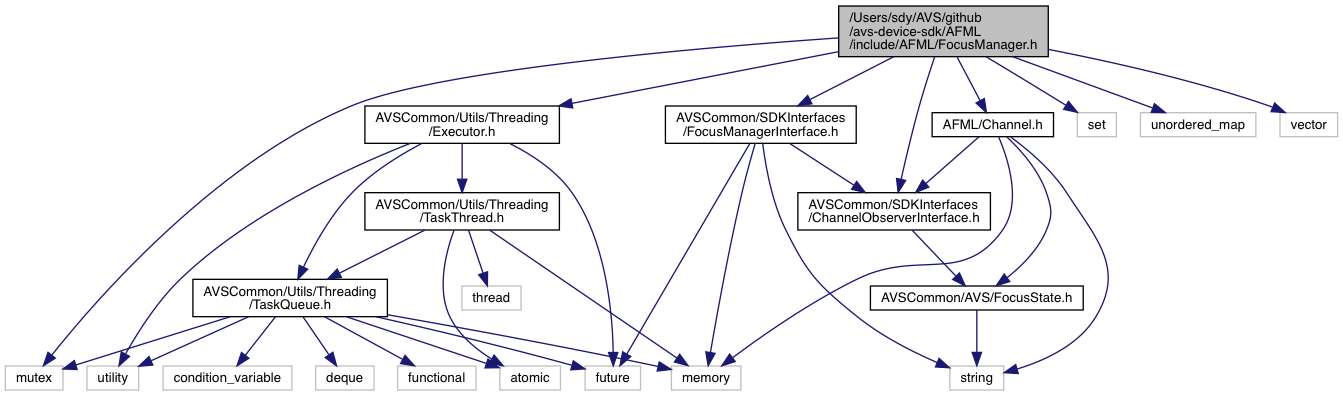 /Users/sdy/AVS/github
/avs-device-sdk/AFML
/include/AFML/FocusManager.h
AVSCommon/Utils/Threading
/Executor.h
AVSCommon/SDKInterfaces
/FocusManagerInterface.h
AFML/Channel.h
set
unordered_map
vector
AVSCommon/Utils/Threading
/TaskThread.h
AVSCommon/SDKInterfaces
/ChannelObserverInterface.h
AVSCommon/Utils/Threading
/TaskQueue.h
thread
AVSCommon/AVS/FocusState.h
mutex
utility
condition_variable
deque
functional
atomic
future
memory
string